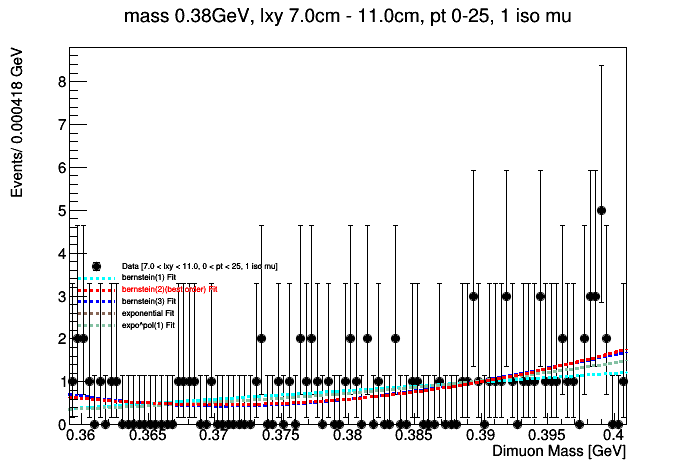 mass 0.38GeV, lxy 7.0cm - 11.0cm, pt 0-25, 1 iso mu
Events/ 0.000418 GeV
8
7
6
5
4
3
2
1
0
Data [7.0 < lxy < 11.0, 0 < pt < 25, 1 iso mu]
bernstein(1) Fit
bernstein(2)(best order) Fit
bernstein(3) Fit
exponential Fit
expo*pol(1) Fit
0.36 0.365 0.37 0.375 0.38 0.385 0.39 0.395 0.4
Dimuon Mass [GeV]